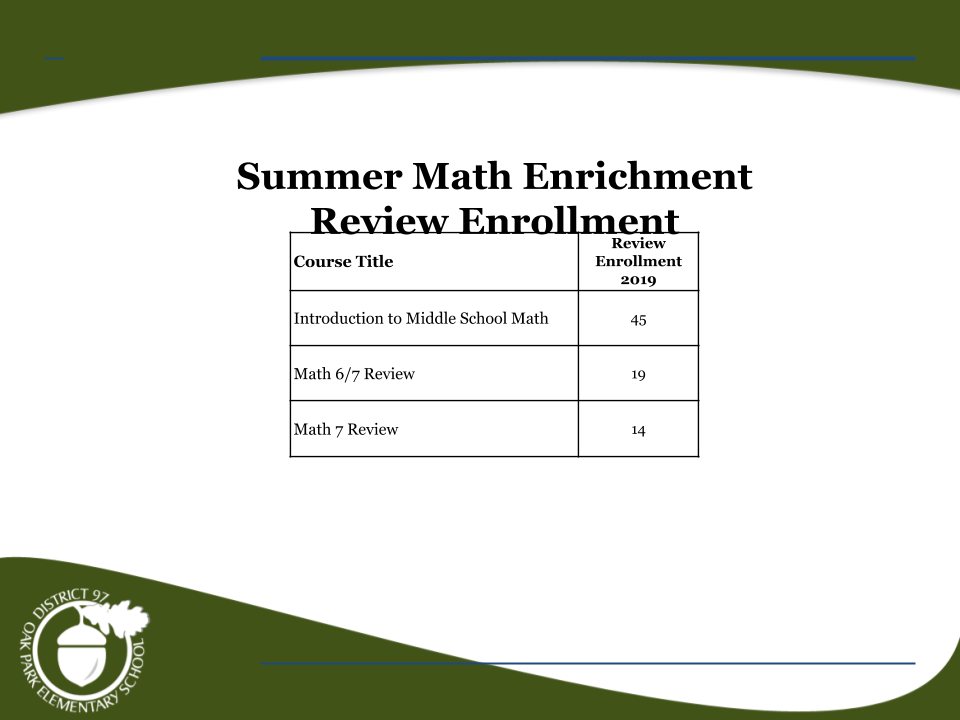 Summer Math Enrichment
Review Enrollment
Course Title
Review
Enrollment
2019
Introduction to Middle School Math
45
Math 6/7 Review
19
Math 7 Review
14
DISTRICT 97
OAK PARK ELEMENTARY SCHOOL